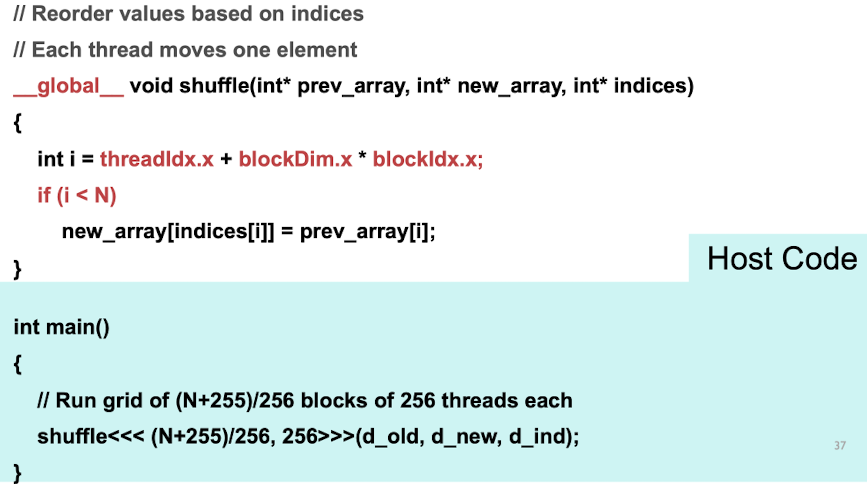 // Reorder values based on indices
// Each thread moves one element
__global__ void shuffle(int* prev_array, int* new_array, int* indices)
{
int i = threadIdx.x + blockDim.x * blockIdx.x;
if (i < N)
new_array[indices[i]] = prev_array[i];
}
Host Code
int main()
{
// Run grid of (N+255)/256 blocks of 256 threads each
shuffle<<< (N+255)/256, 256>>>(d_old, d_new, d_ind);
}
37